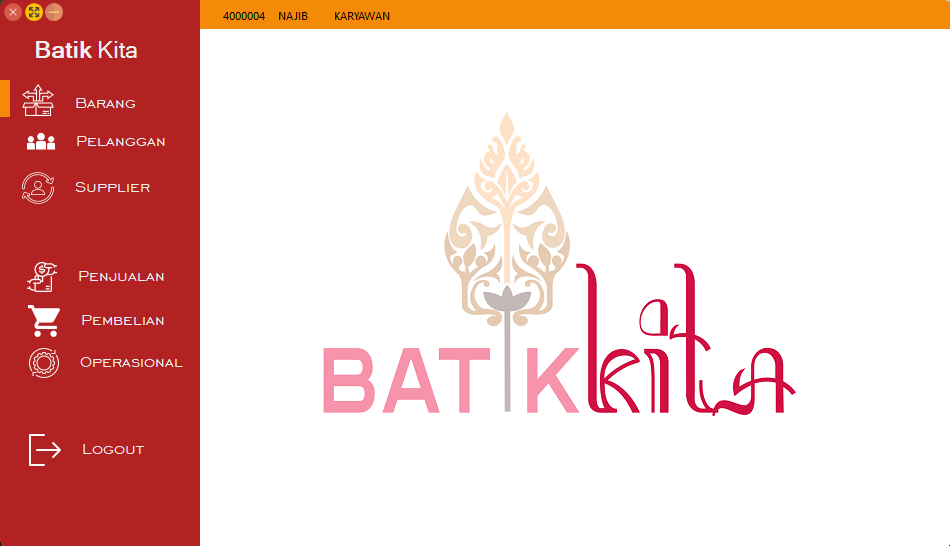 4000004 NAJIB KARYAWAN
Batik Kita
Barang
Pelanggan
Supplier
Penjualan
Pembelian
Operasional
Logout
BATIK kita